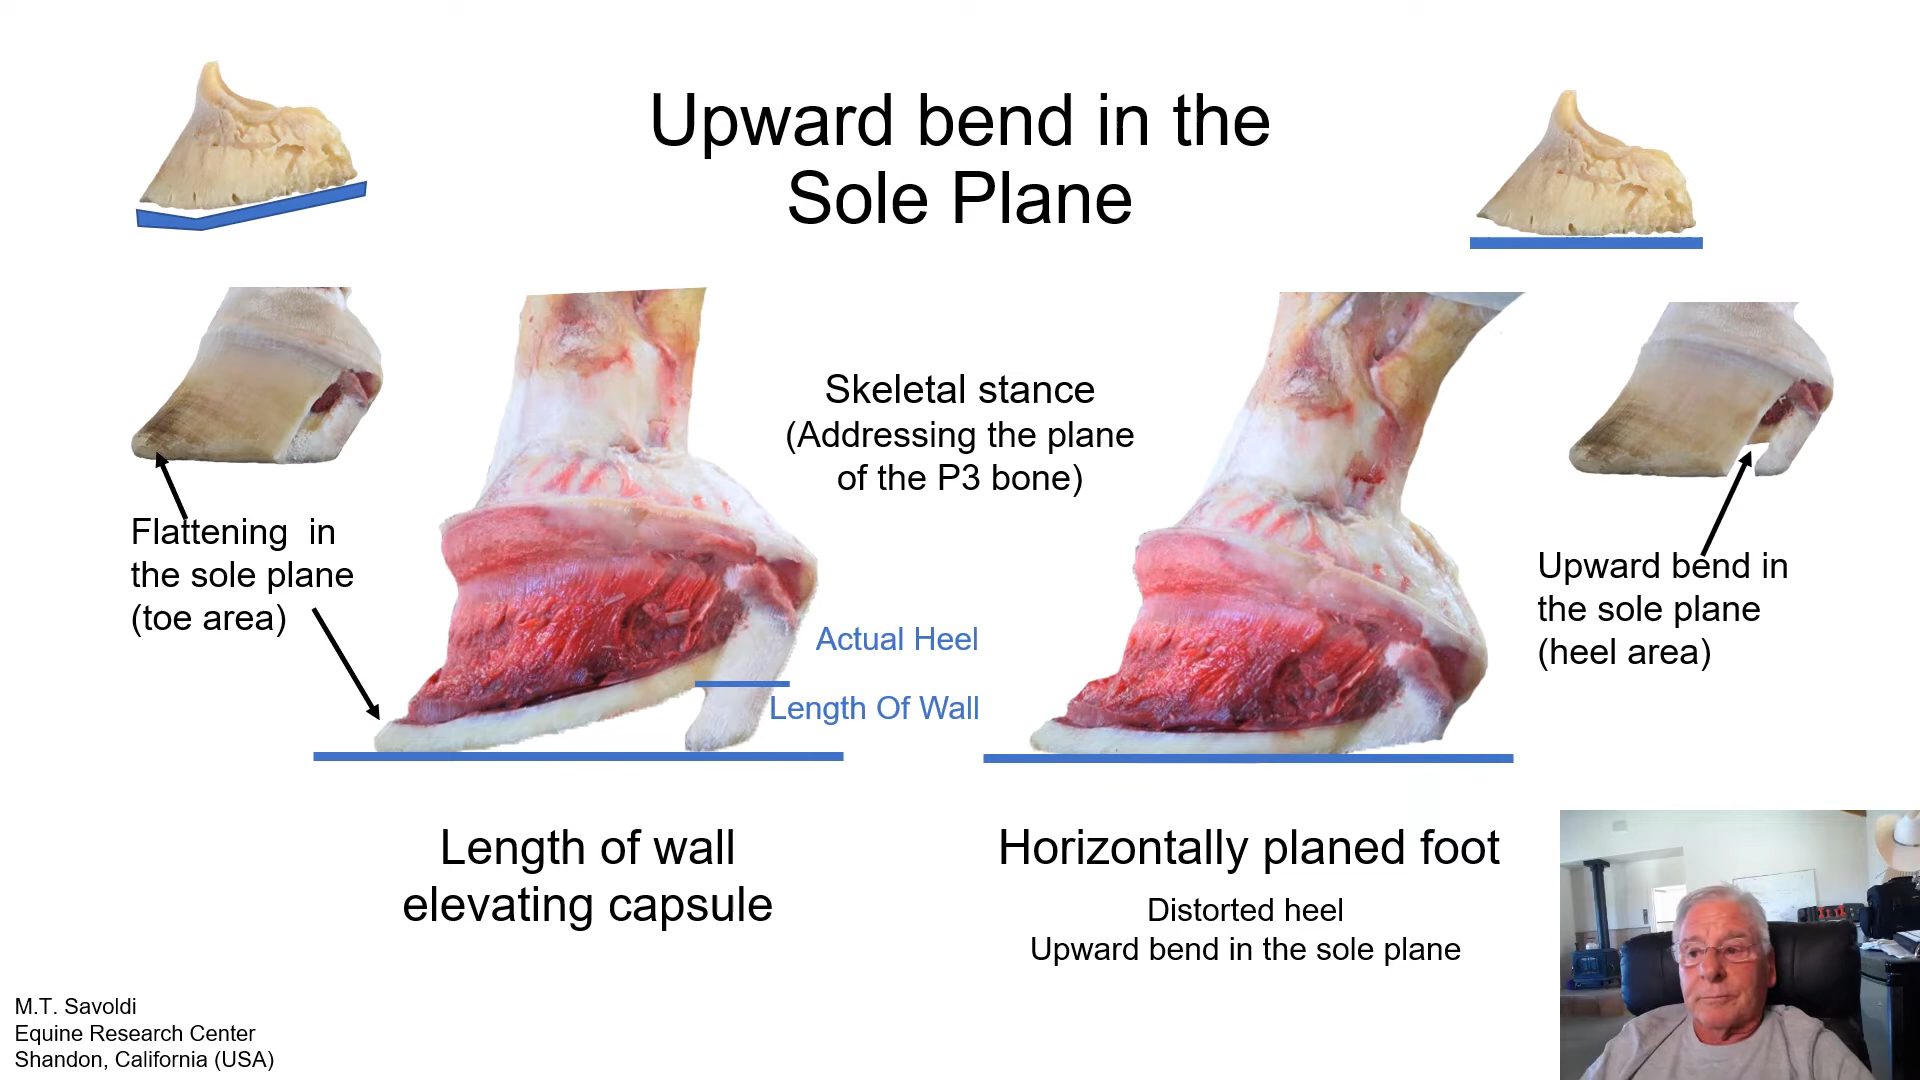 Upward bend in the
Sole Plane
Skeletal stance
(Addressing the plane
of the P3 bone)
Flattening in
the sole plane
(toe area)
Actual Heel
Length Of Wall
Upward bend in
the sole plane
(heel area)
Length of wall
elevating capsule
Horizontally planed foot
Distorted heel
Upward bend in the sole plane
M.T. Savoldi
Equine Research Center
Shandon, California (USA)